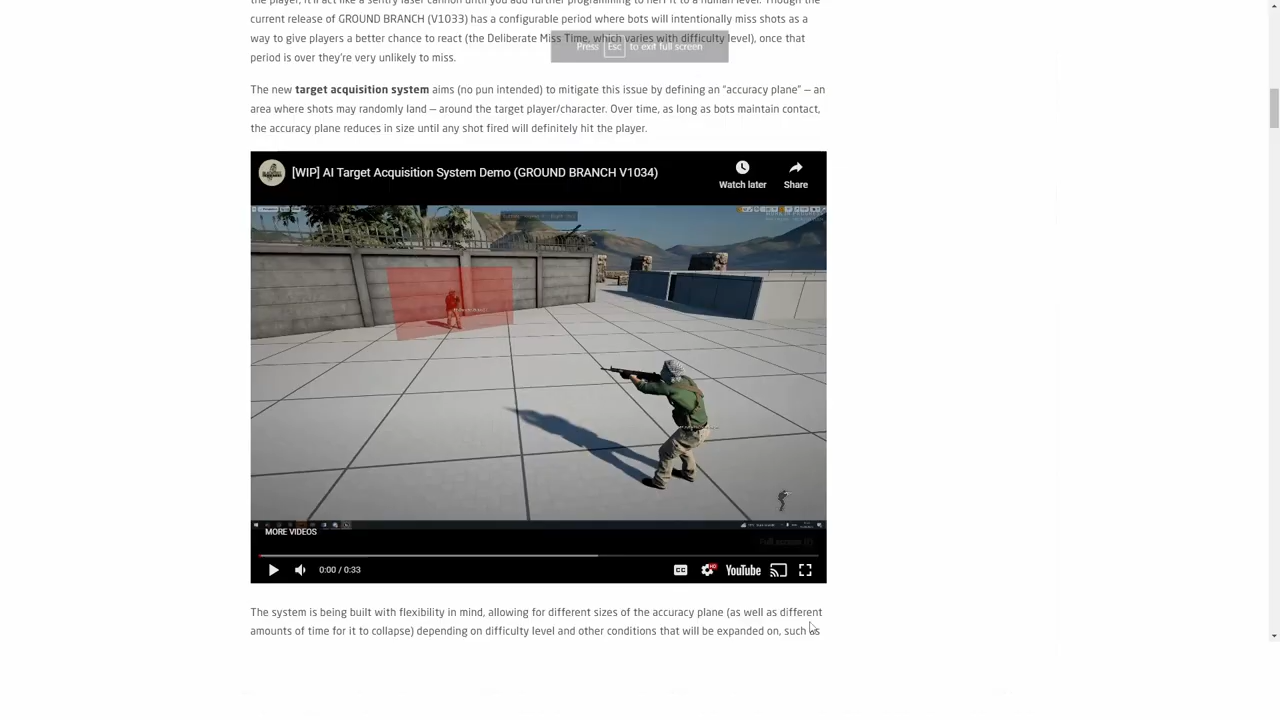 the player, it'll act like a sentry laser cannon until you add further programming to nerf it to a human level. Though the
current release of GROUND BRANCH (V1033) has a configurable period where bots will intentionally miss shots as a
way to give players a better chance to react (the Deliberate Miss Time, which varies with difficulty level), once that
Press Esc to exit full screen
period is over they're very unlikely to miss.
The new target acquisition system aims (no pun intended) to mitigate this issue by defining an "accuracy plane" — an
area where shots may randomly land — around the target player/character. Over time, as long as bots maintain contact,
the accuracy plane reduces in size until any shot fired will definitely hit the player.
[WIP] AI Target Acquisition System Demo (GROUND BRANCH V1034)
Watch later
Share
MORE VIDEOS
Full screen (f)
0:00 / 0:33
CC
HD
YouTube
The system is being built with flexibility in mind, allowing for different sizes of the accuracy plane (as well as different
amounts of time for it to collapse) depending on difficulty level and other conditions that will be expanded on, such as